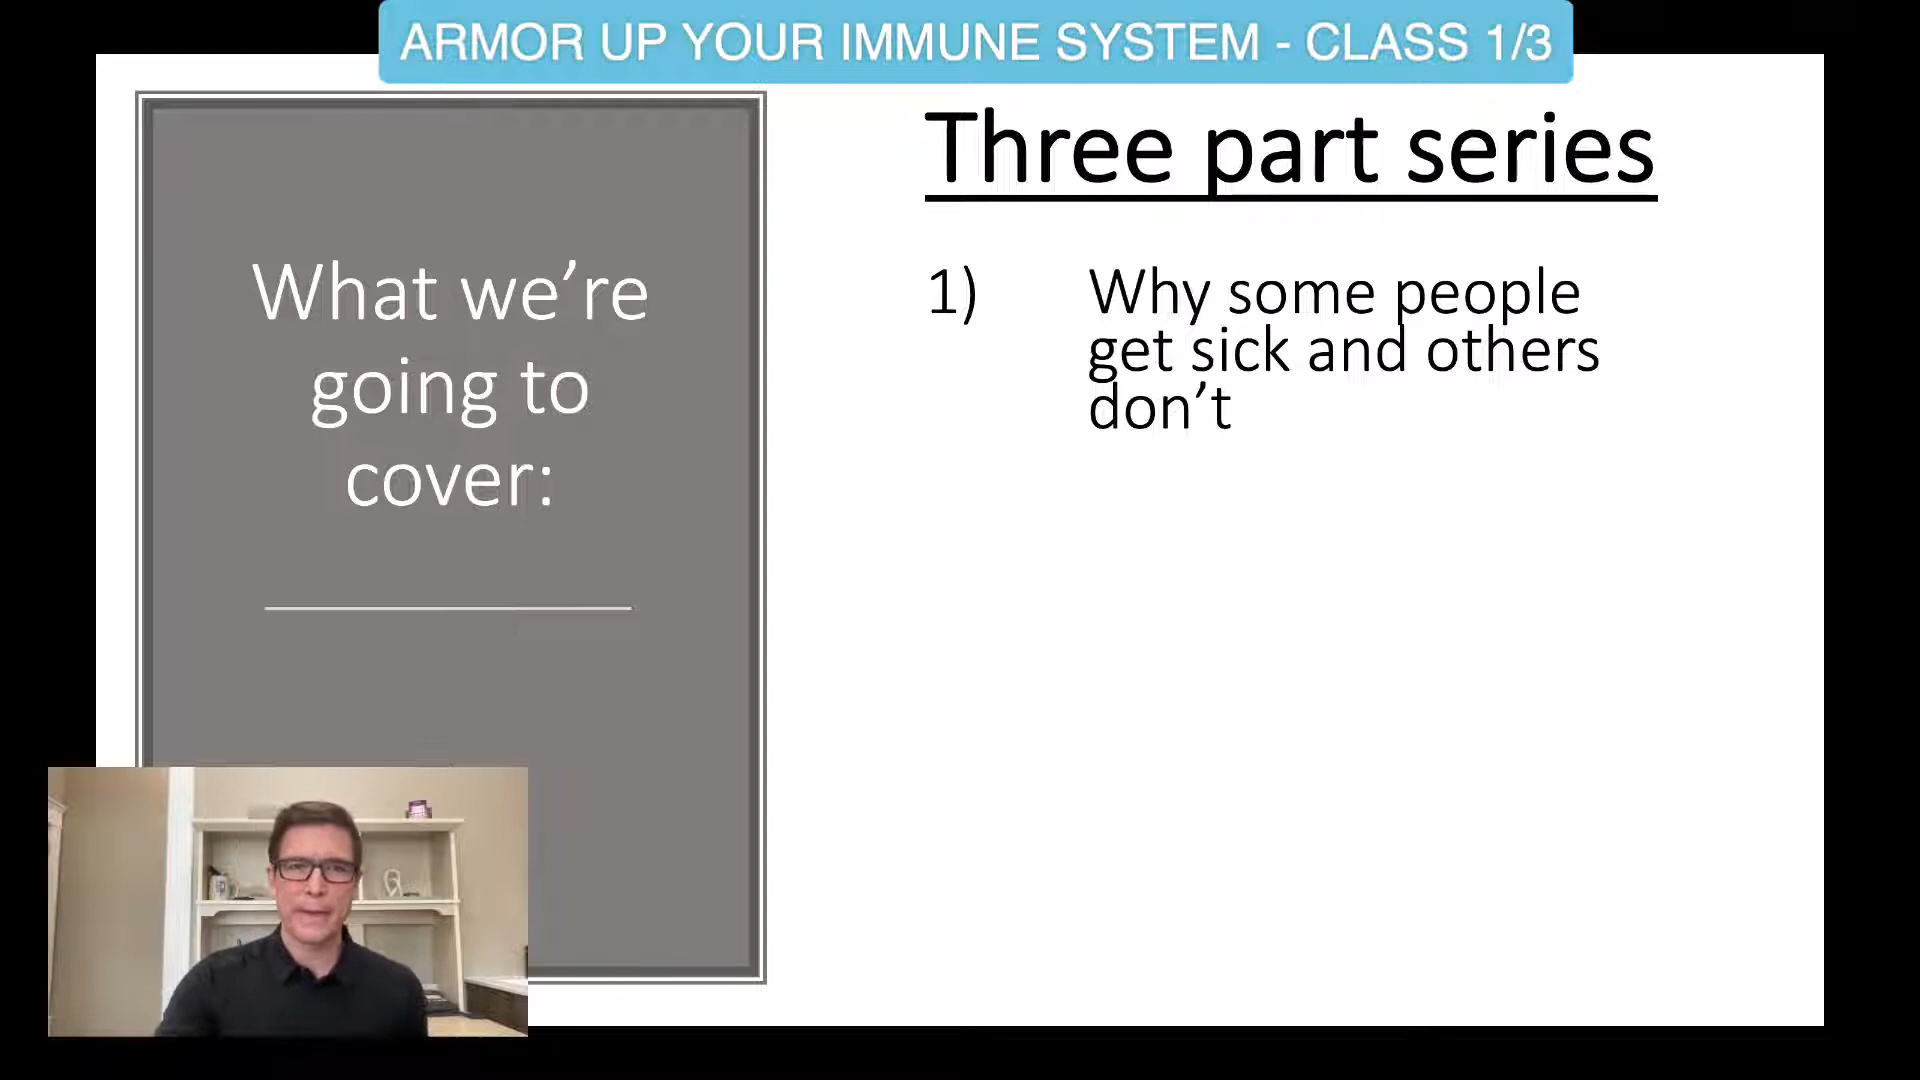 ARMOR UP YOUR IMMUNE SYSTEM - CLASS 1/3
What we’re
going to
cover:
Three part series
1) Why some people
get sick and others
don’t